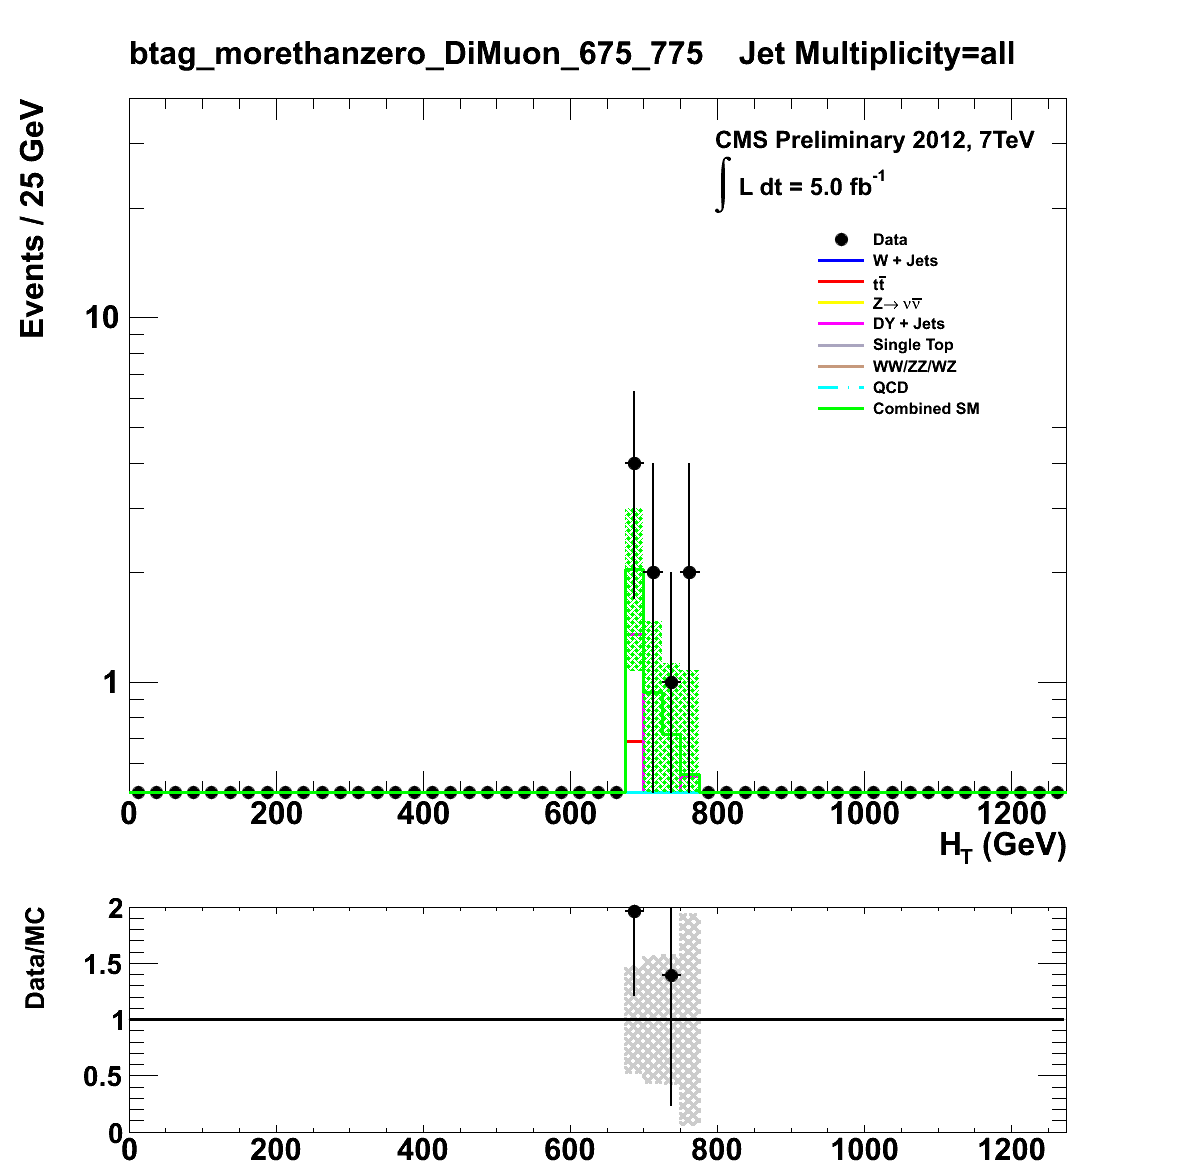 btag_morethanzero_DiMuon_675_775 Jet Multiplicity=all
Events / 25 GeV
CMS Preliminary 2012, 7TeV
∫ L dt = 5.0 fb⁻¹
Data
W + Jets
tt̅
Z→ νν̅
DY + Jets
Single Top
WW/ZZ/WZ
QCD
Combined SM
10
1
0 200 400 600 800 1000 1200
H_T (GeV)
Data/MC
2
1.5
1
0.5
0
0 200 400 600 800 1000 1200